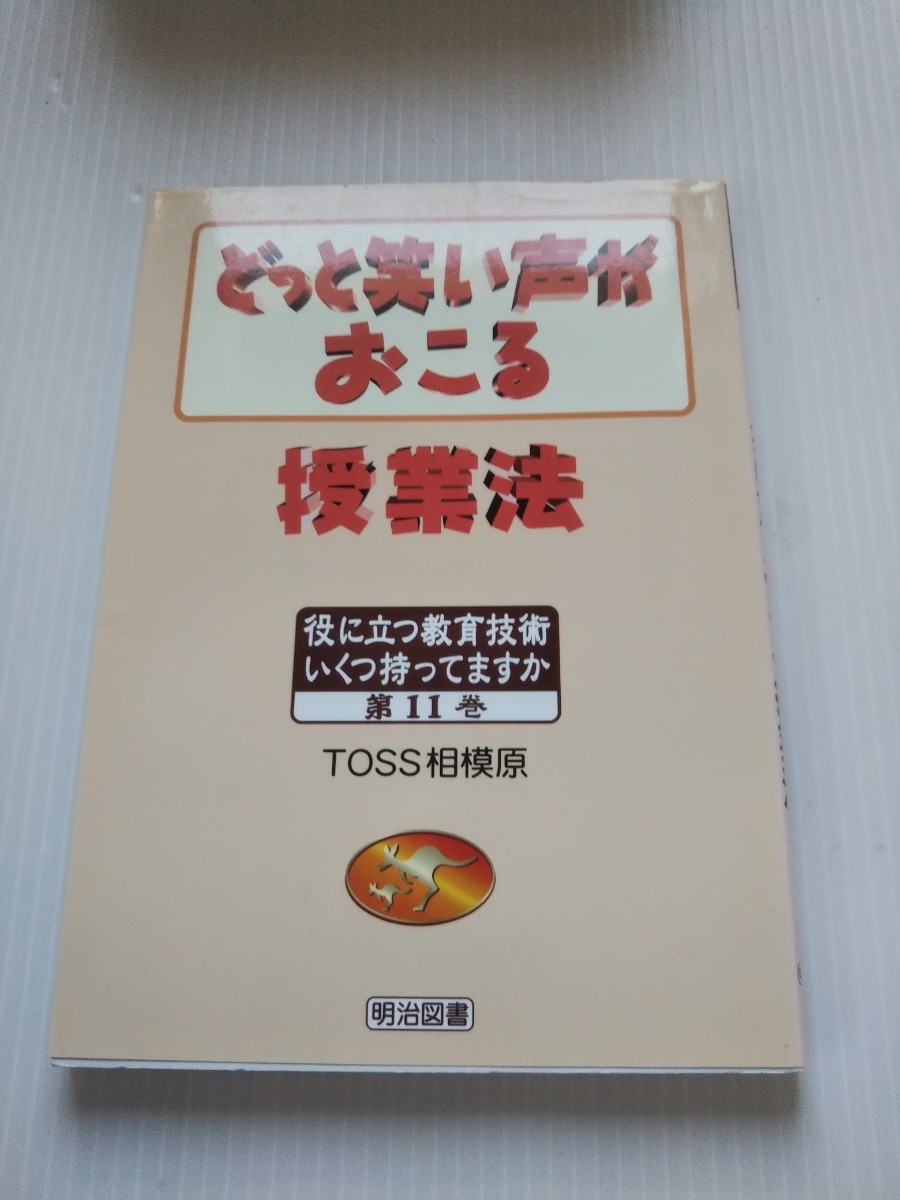 どっと笑い声が
おこる
授業法
役に立つ教育技術
いくつ持ってますか
第11巻
TOSS相模原
明治図書